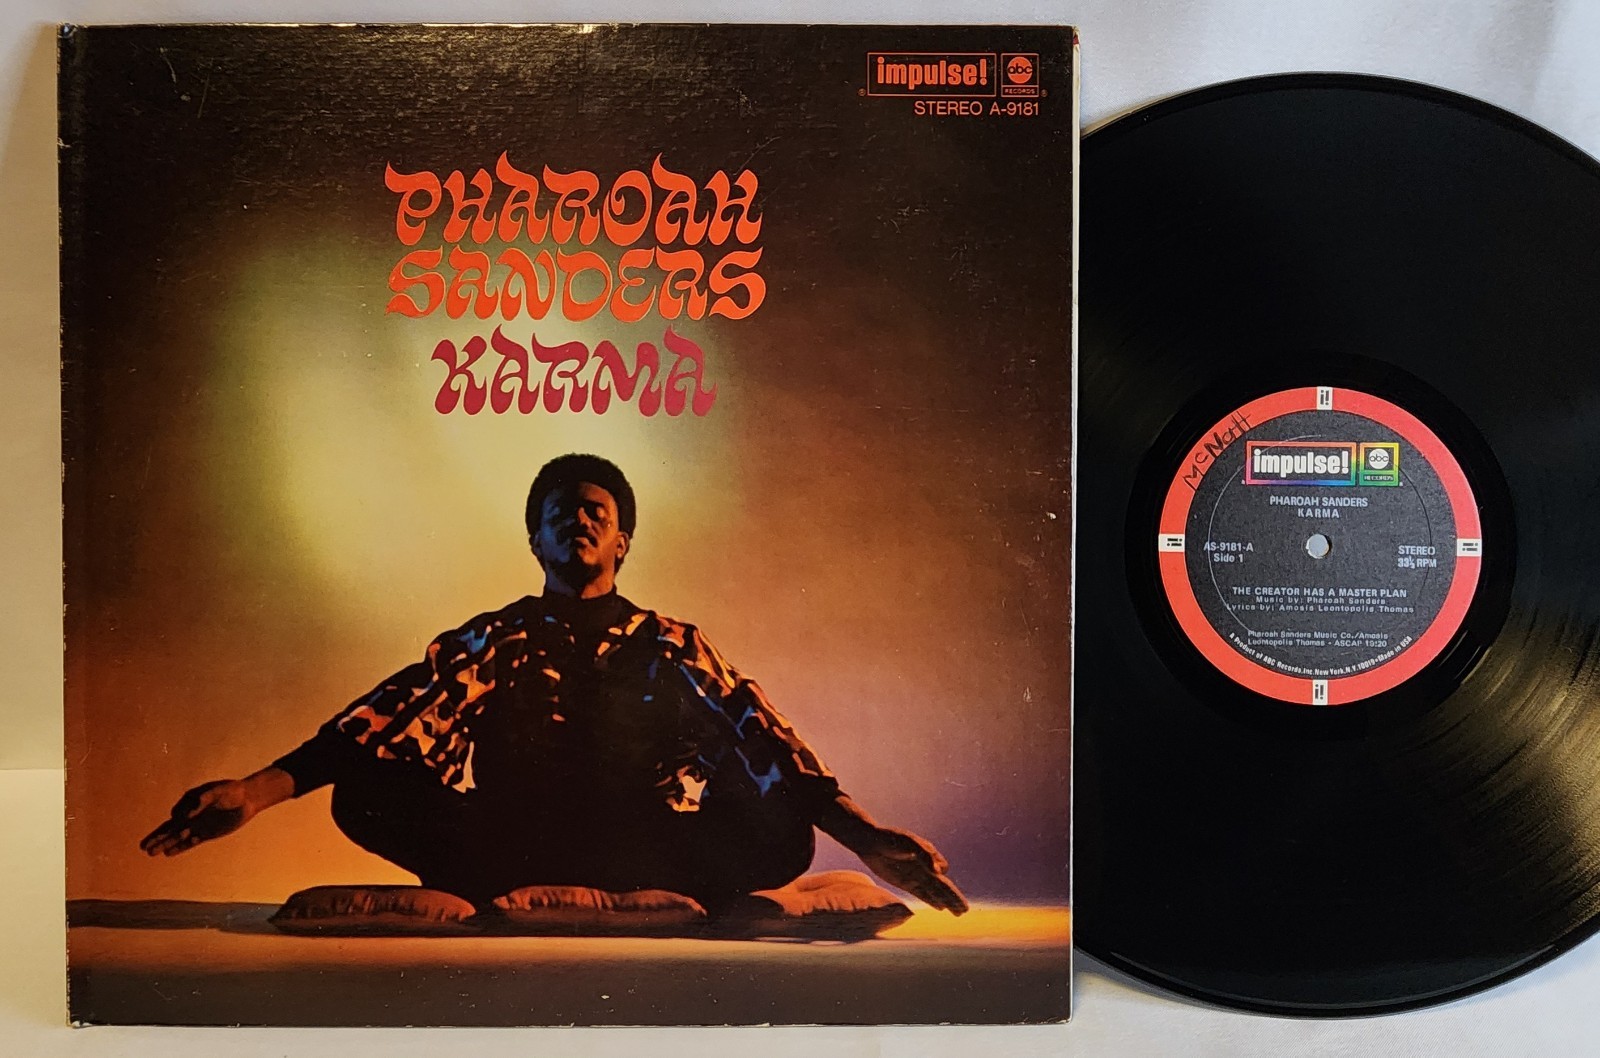 impulse! abc RECORDS
STEREO A-9181
PHAROAH
SANDERS
KARMA
McNatt
impulse! abc RECORDS
PHAROAH SANDERS
KARMA
AS-9181-A
Side 1
STEREO
33⅓ RPM
THE CREATOR HAS A MASTER PLAN
Music by: Pharoah Sanders
Lyrics by: Amosis Leontopolis Thomas
Pharoah Sanders Music Co./Amosis
Leontopolis Thomas - ASCAP 19:20
A Product of ABC Records, Inc. New York, N.Y. 10019 • Made in USA